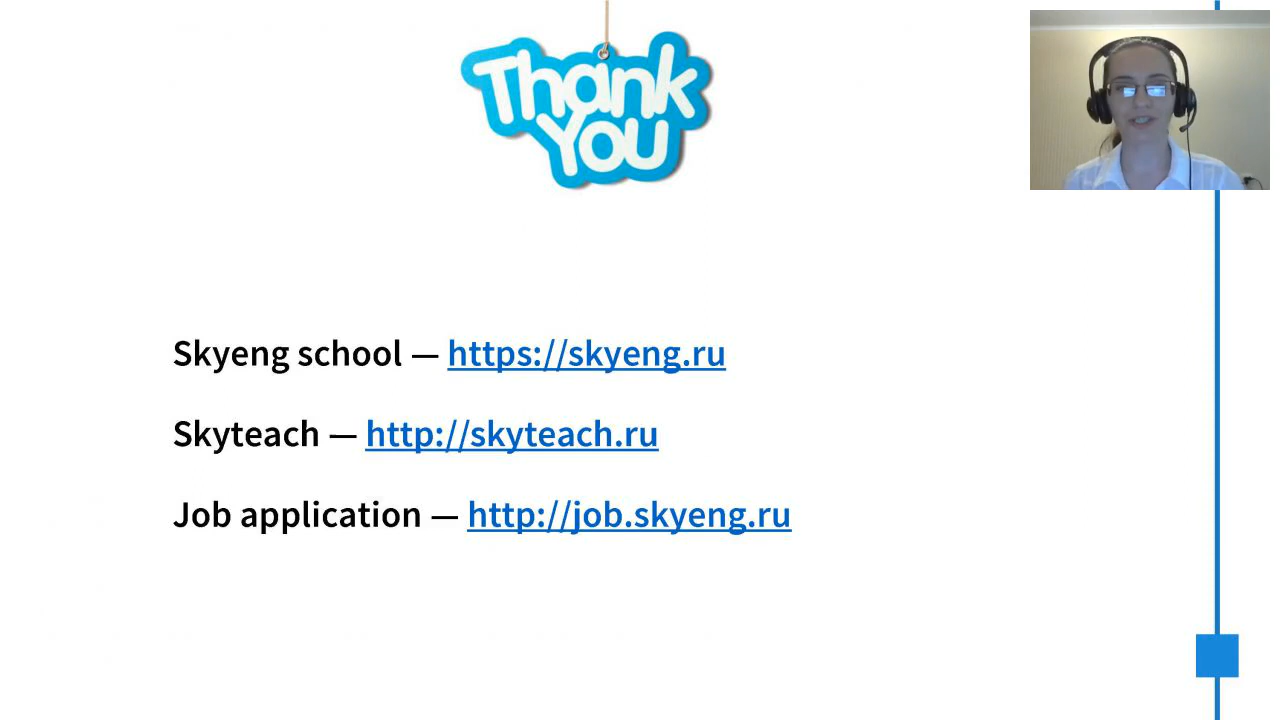 Thank
You
Skyeng school — https://skyeng.ru
Skyteach — http://skyteach.ru
Job application — http://job.skyeng.ru